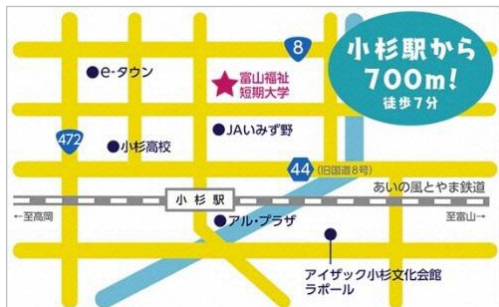 8
小杉駅から
700m!
徒歩7分
e-タウン
富山福祉
短期大学
JAいみず野
472
小杉高校
44
(旧国道8号)
あいの風とやま鉄道
小杉駅
←至高岡
至富山→
アル・プラザ
アイザック小杉文化会館
ラポール